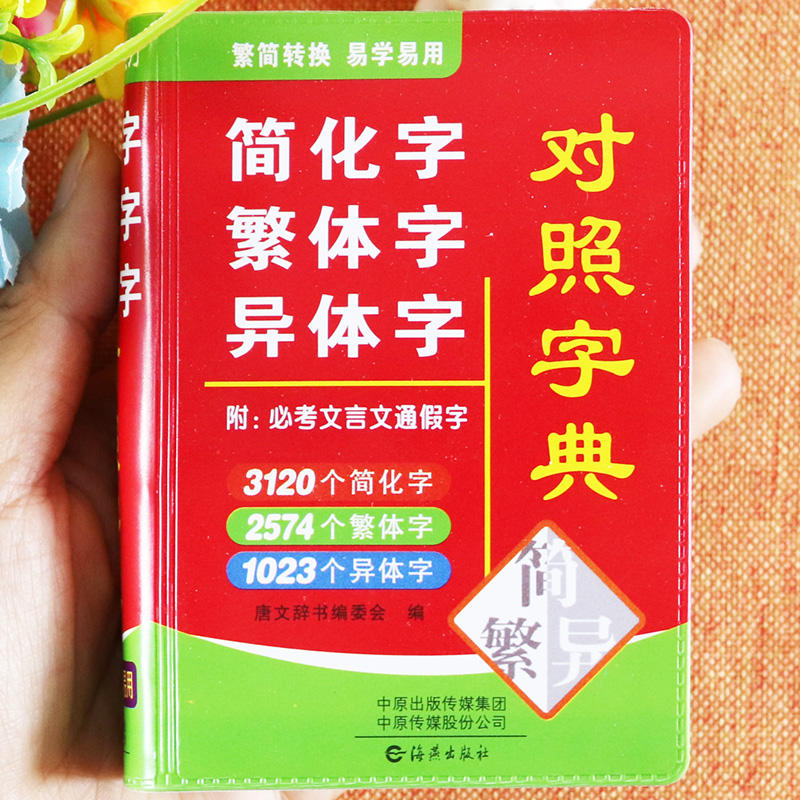 繁简转换 易学易用
简化字
繁体字
异体字
对照字典
附：必考文言文通假字
3120个简化字
2574个繁体字
1023个异体字
唐文辞书编委会 编
简
繁
异
中原出版传媒集团
中原传媒股份公司
海燕出版社
字
字
字
用